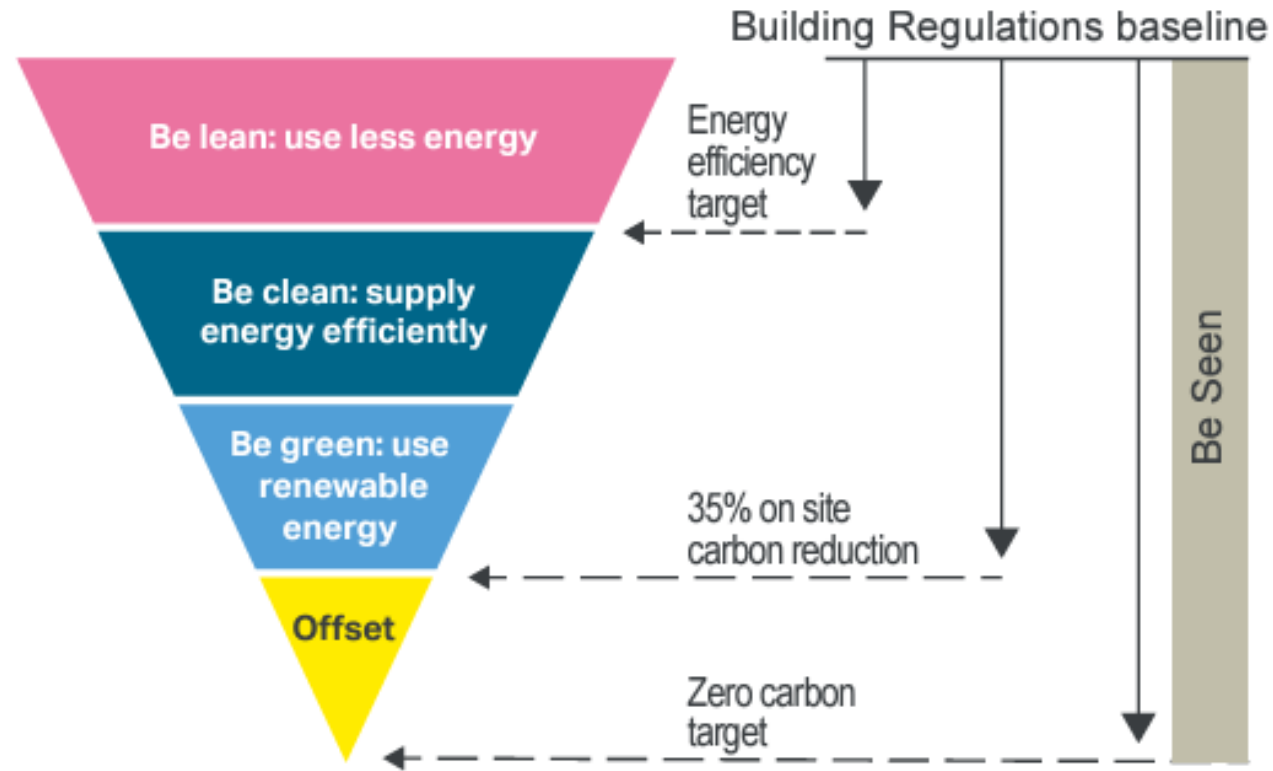 Building Regulations baseline
Be lean: use less energy
Energy
efficiency
target
Be clean: supply
energy efficiently
Be green: use
renewable
energy
35% on site
carbon reduction
Offset
Zero carbon
target
Be Seen